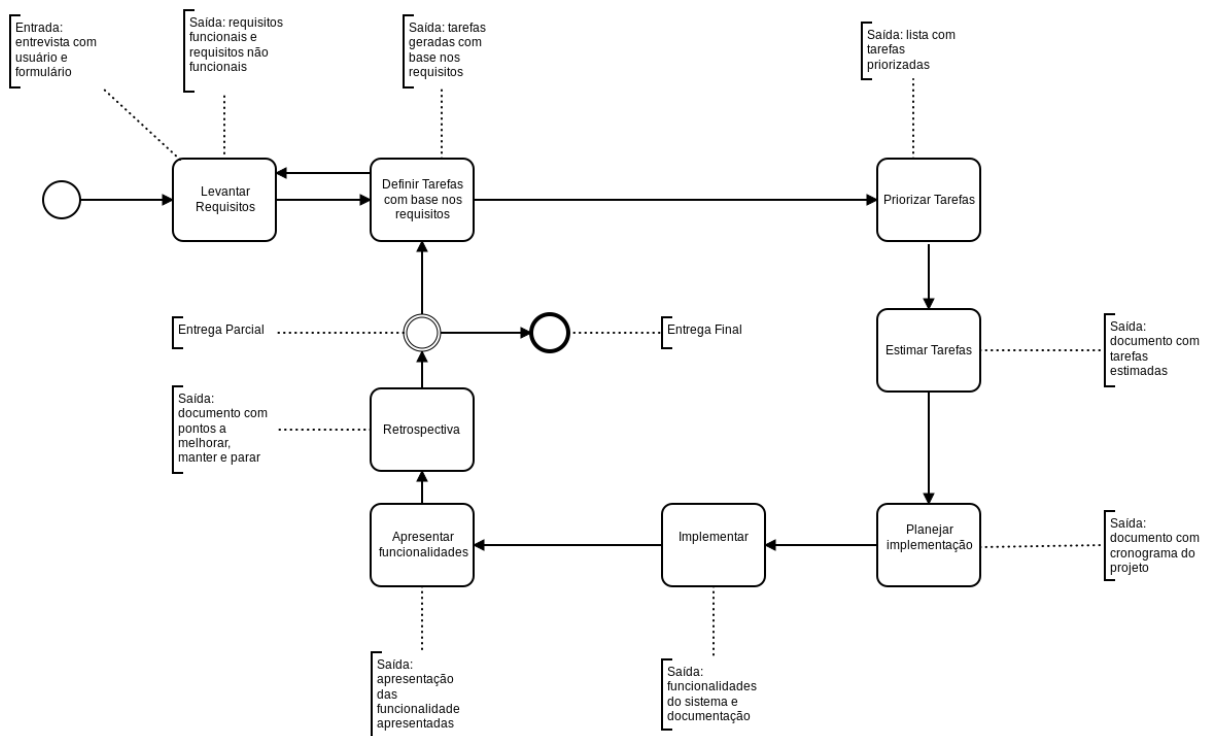 Entrada:
entrevista com
usuário e
formulário
Saída: requisitos
funcionais e
requisitos não
funcionais
Saída: tarefas
geradas com
base nos
requisitos
Saída: lista com
tarefas
priorizadas
Levantar
Requisitos
Definir Tarefas
com base nos
requisitos
Priorizar Tarefas
Entrega Parcial
Entrega Final
Estimar Tarefas
Saída:
documento com
tarefas
estimadas
Saída:
documento com
pontos a
melhorar,
manter e parar
Retrospectiva
Apresentar
funcionalidades
Implementar
Planejar
implementação
Saída:
documento com
cronograma do
projeto
Saída:
apresentação
das
funcionalidade
apresentadas
Saída:
funcionalidades
do sistema e
documentação